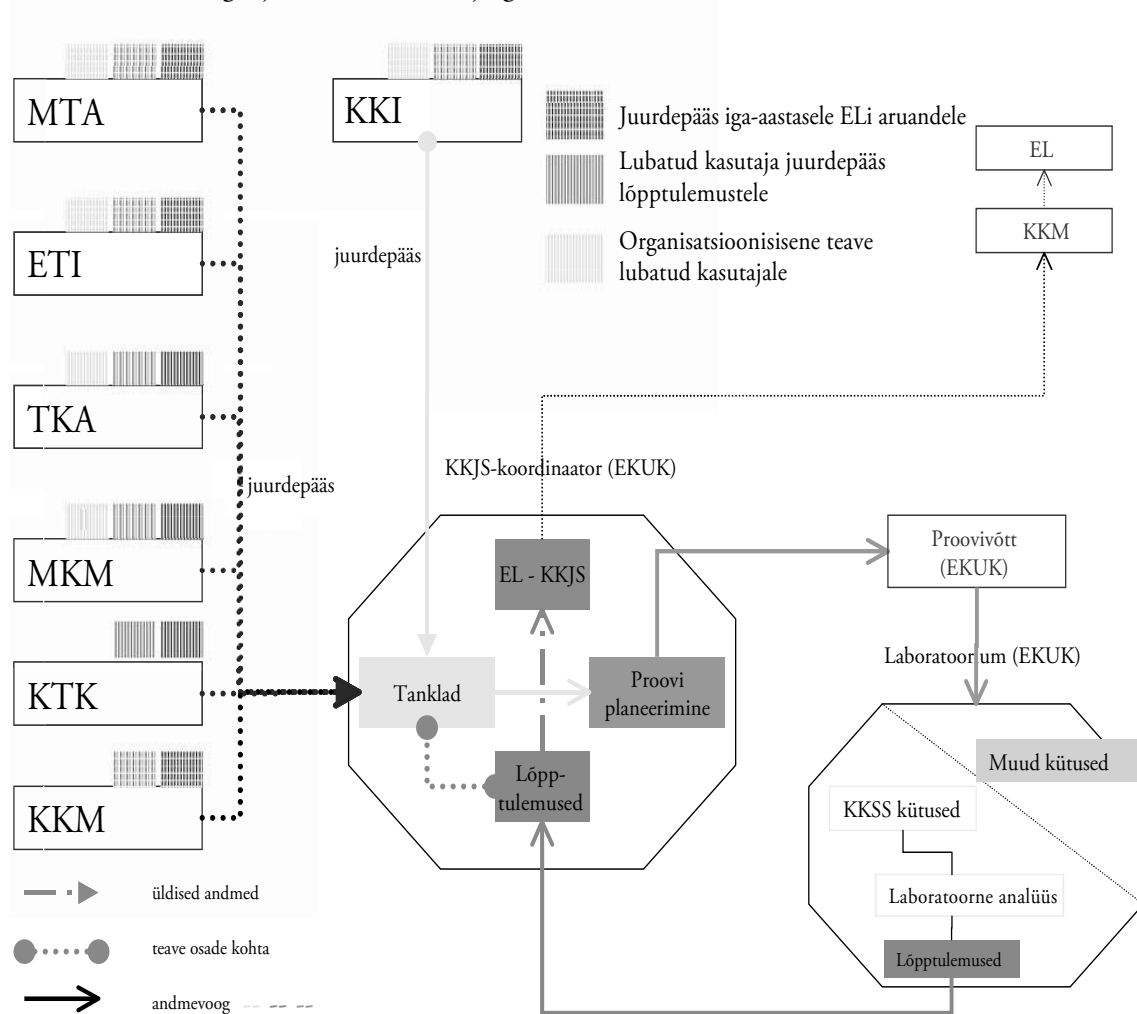 MTA
KKI
Juurdepääs iga-aastasele ELi aruandele
Lubatud kasutaja juurdepääs
lõpptulemustele
Organisatsioonisisene teave
lubatud kasutajale
EL
KKM
ETI
juurdepääs
TKA
juurdepääs
MKM
KTK
KKM
KKJS-koordinaator (EKUK)
EL - KKJS
Tanklad
Proovi
planeerimine
Lõpp-
tulemused
Proovivõtt
(EKUK)
Laboratoorium (EKUK)
Muud kütused
KKSS kütused
Laboratoorne analüüs
Lõpptulemused
üldised andmed
teave osade kohta
andmevoog